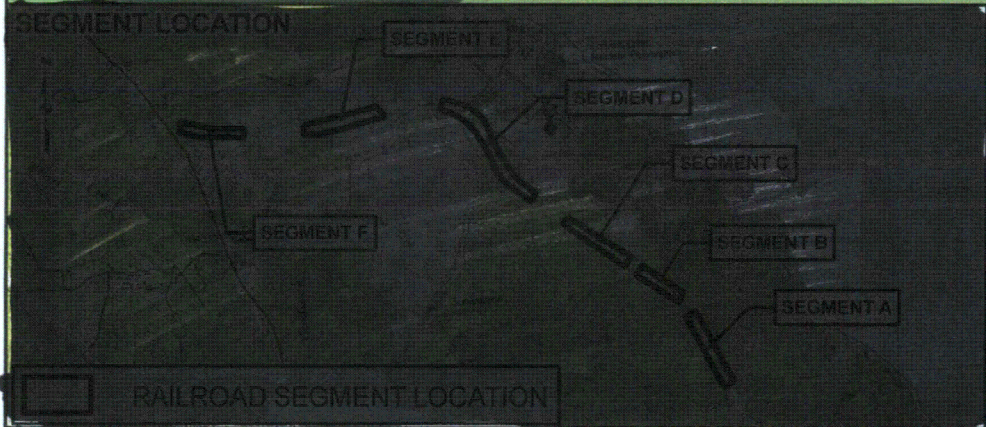 SEGMENT LOCATION
SEGMENT E
SEGMENT D
SEGMENT C
SEGMENT F
SEGMENT B
SEGMENT A
RAILROAD SEGMENT LOCATION